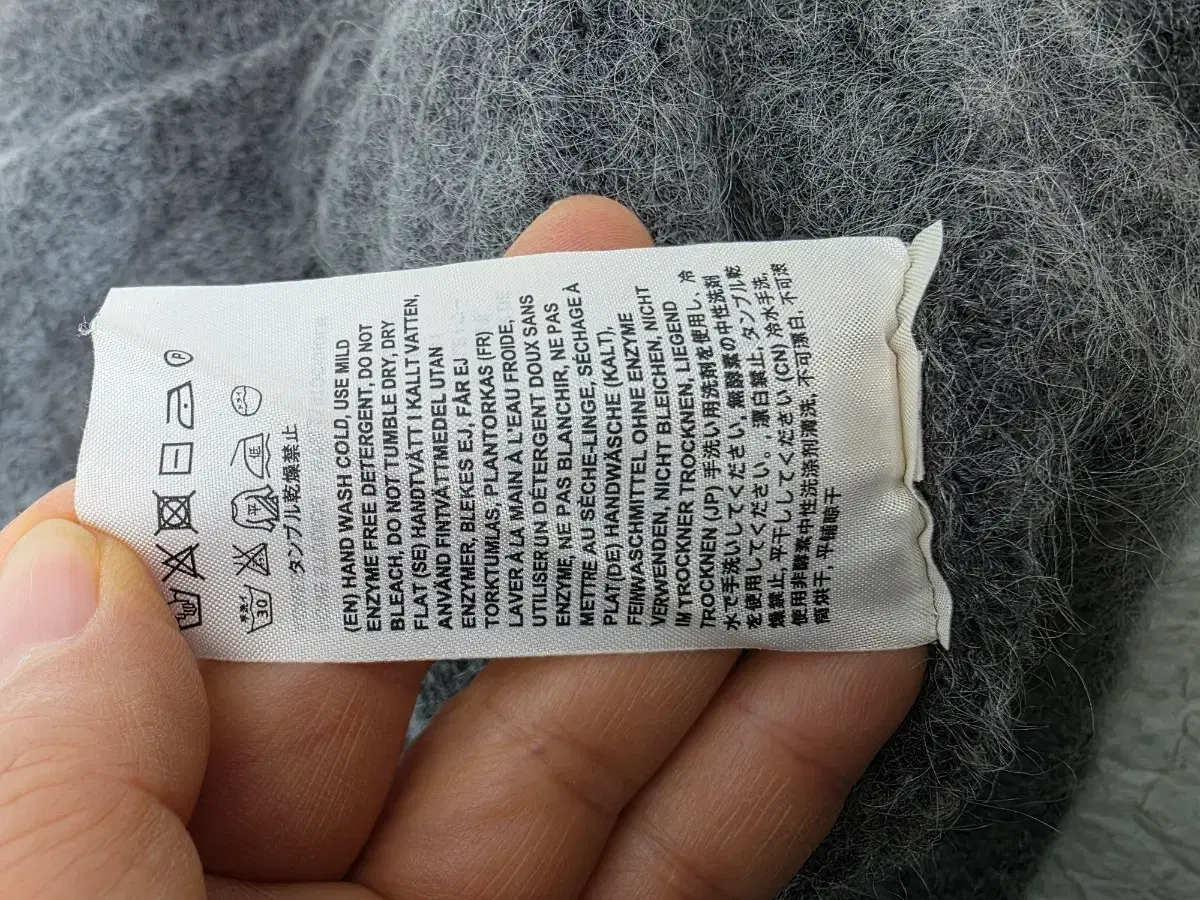 P
手洗イ
30
平
低
タンブル乾燥禁止
(EN) HAND WASH COLD, USE MILD
ENZYME FREE DETERGENT, DO NOT
BLEACH, DO NOT TUMBLE DRY, DRY
FLAT (SE) HANDTVÄTT I KALLT VATTEN,
ANVÄND FINTVÄTTMEDEL UTAN
ENZYMER, BLEKES EJ, FÅR EJ
TORKTUMLAS, PLANTORKAS (FR)
LAVER À LA MAIN À L'EAU FROIDE,
UTILISER UN DÉTERGENT DOUX SANS
ENZYME, NE PAS BLANCHIR, NE PAS
METTRE AU SÈCHE-LINGE, SÉCHAGE À
PLAT (DE) HANDWÄSCHE (KALT),
FEINWASCHMITTEL OHNE ENZYME
VERWENDEN, NICHT BLEICHEN, NICHT
IM TROCKNER TROCKNEN, LIEGEND
TROCKNEN (JP) 手洗い用洗剤を使用し、冷
水で手洗いしてください, 無酵素の中性洗剤
を使用してください。, 漂白禁止, タンブル乾
燥禁止, 平干ししてください (CN) 冷水手洗,
使用非酵素中性洗涤剂清洗, 不可漂白, 不可滚
筒烘干, 平铺晾干